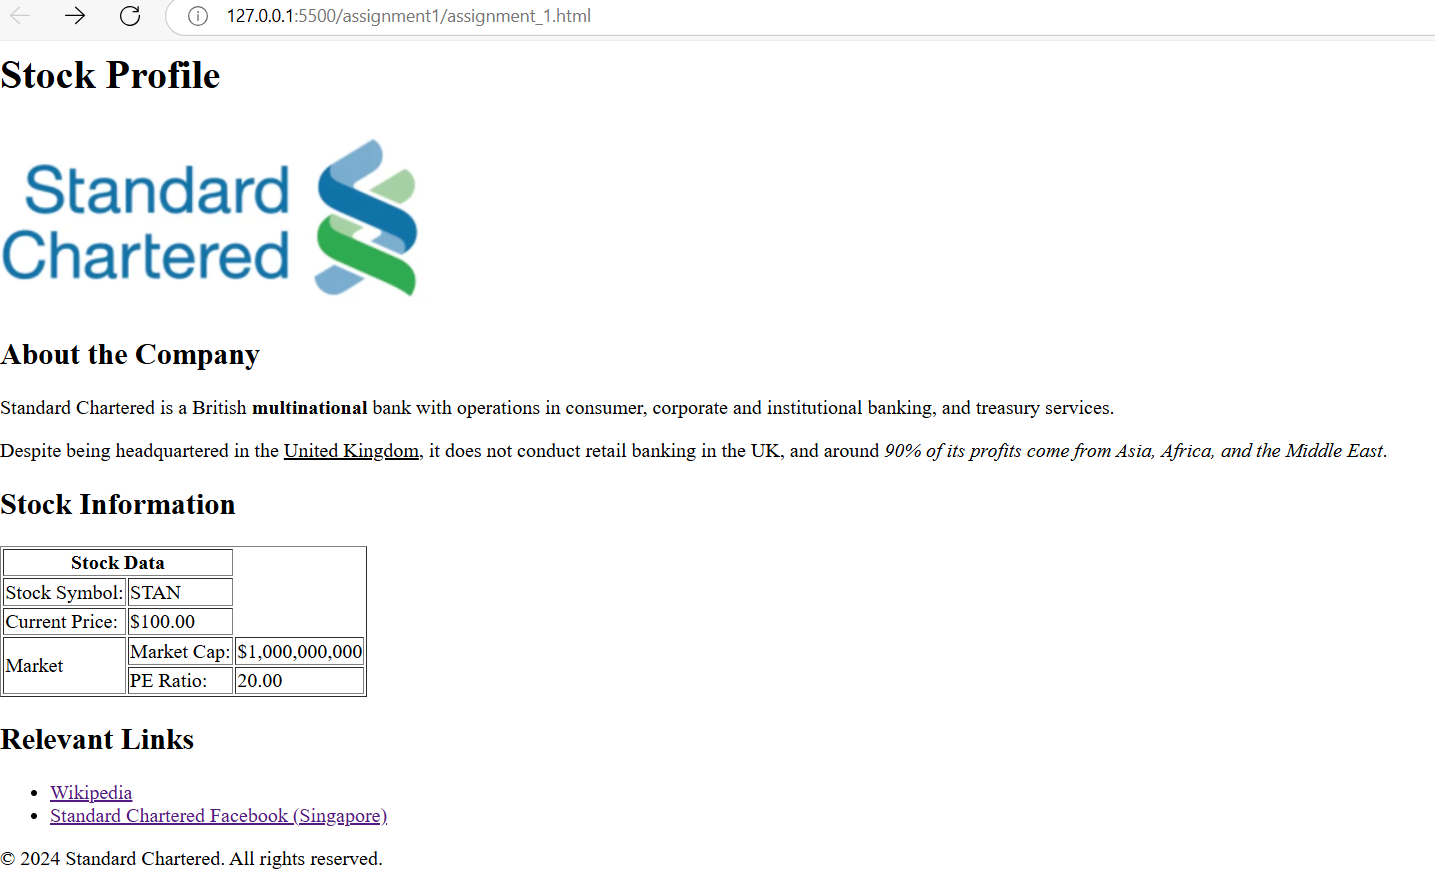 127.0.0.1:5500/assignment1/assignment_1.html
Stock Profile
Standard
Chartered
About the Company
Standard Chartered is a British multinational bank with operations in consumer, corporate and institutional banking, and treasury services.
Despite being headquartered in the United Kingdom, it does not conduct retail banking in the UK, and around 90% of its profits come from Asia, Africa, and the Middle East.
Stock Information
Stock Data
Stock Symbol: STAN
Current Price: $100.00
Market Market Cap: $1,000,000,000
PE Ratio: 20.00
Relevant Links
Wikipedia
Standard Chartered Facebook (Singapore)
© 2024 Standard Chartered. All rights reserved.